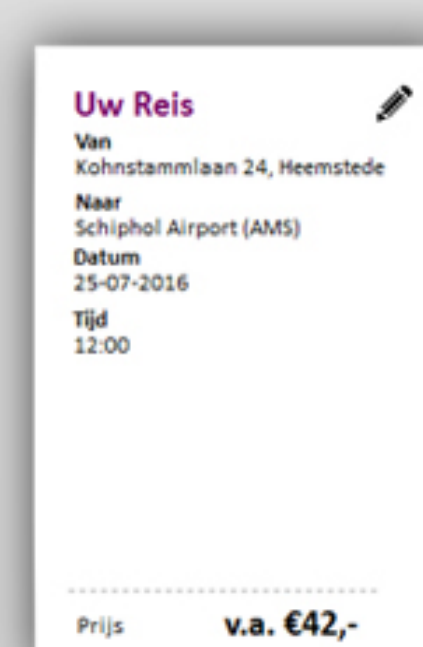 Uw Reis
Van
Kohnstammlaan 24, Heemstede
Naar
Schiphol Airport (AMS)
Datum
25-07-2016
Tijd
12:00
Prijs v.a. €42,-